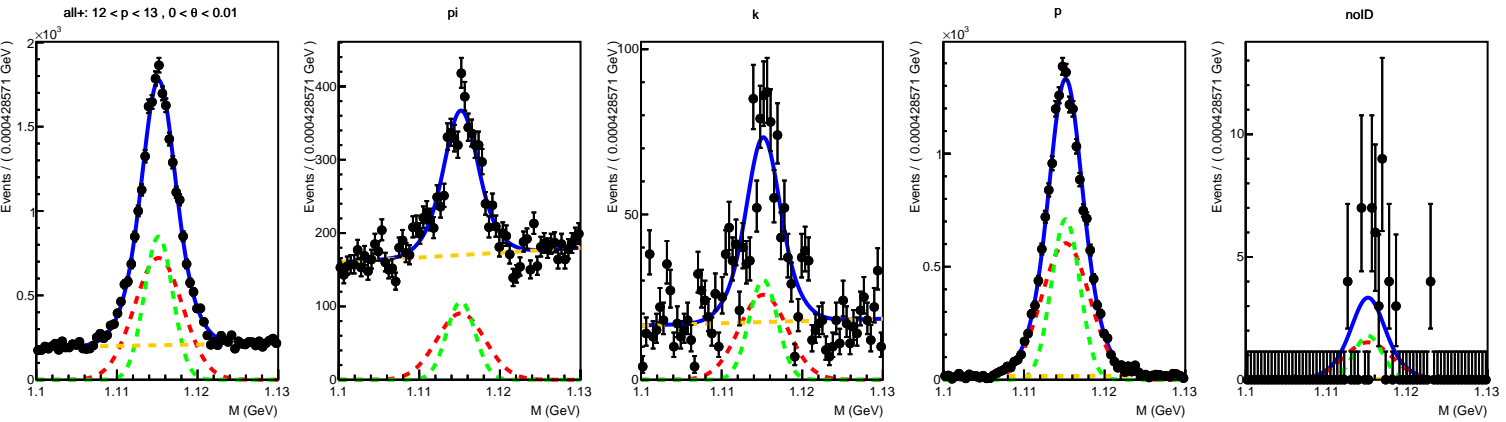 all+: 12 < p < 13 , 0 < θ < 0.01
×10³
Events / ( 0.000428571 GeV )
2
1.5
1
0.5
0
1.1 1.11 1.12 1.13
M (GeV)
pi
Events / ( 0.000428571 GeV )
400
300
200
100
0
1.1 1.11 1.12 1.13
M (GeV)
k
Events / ( 0.000428571 GeV )
100
50
0
1.1 1.11 1.12 1.13
M (GeV)
p
×10³
Events / ( 0.000428571 GeV )
1
0.5
0
1.1 1.11 1.12 1.13
M (GeV)
noID
Events / ( 0.000428571 GeV )
10
5
0
1.1 1.11 1.12 1.13
M (GeV)